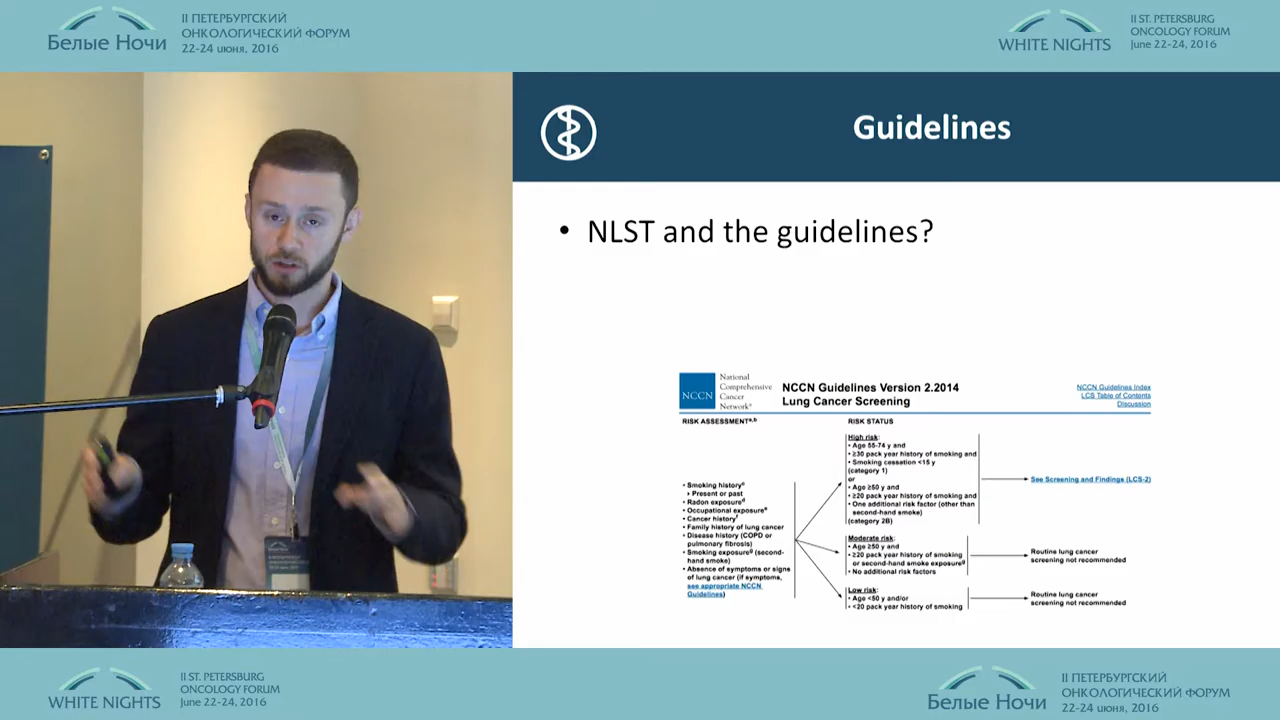 Белые Ночи
II ПЕТЕРБУРГСКИЙ
ОНКОЛОГИЧЕСКИЙ ФОРУМ
22-24 июня, 2016
WHITE NIGHTS
II ST. PETERSBURG
ONCOLOGY FORUM
June 22-24, 2016
Guidelines
• NLST and the guidelines?
NCCN
National
Comprehensive
Cancer
Network®
NCCN Guidelines Version 2.2014
Lung Cancer Screening
NCCN Guidelines Index
LCS Table of Contents
Discussion
RISK ASSESSMENTa,b
• Smoking historyc
Present or past
• Radon exposured
• Occupational exposuree
• Cancer historyf
• Family history of lung cancer
• Disease history (COPD or
pulmonary fibrosis)
• Smoking exposureg (second-
hand smoke)
• Absence of symptoms or signs
of lung cancer (if symptoms,
see appropriate NCCN
Guidelines)
RISK STATUS
High risk:
• Age 55-74 y and
• ≥30 pack year history of smoking and
• Smoking cessation <15 y
(category 1)
or
• Age ≥50 y and
• ≥20 pack year history of smoking and
• One additional risk factor (other than
second-hand smoke)
(category 2B)
See Screening and Findings (LCS-2)
Moderate risk:
• Age ≥50 y and
• ≥20 pack year history of smoking
or second-hand smoke exposureg
• No additional risk factors
Routine lung cancer
screening not recommended
Low risk:
• Age <50 y and/or
• <20 pack year history of smoking
Routine lung cancer
screening not recommended
WHITE NIGHTS
II ST. PETERSBURG
ONCOLOGY FORUM
June 22-24, 2016
Белые Ночи
II ПЕТЕРБУРГСКИЙ
ОНКОЛОГИЧЕСКИЙ ФОРУМ
22-24 июня, 2016